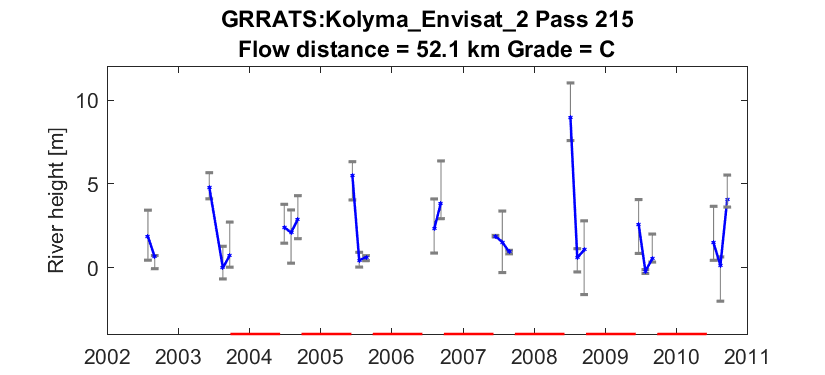 GRRATS:Kolyma_Envisat_2 Pass 215
Flow distance = 52.1 km Grade = C
River height [m]
10
5
0
2002 2003 2004 2005 2006 2007 2008 2009 2010 2011